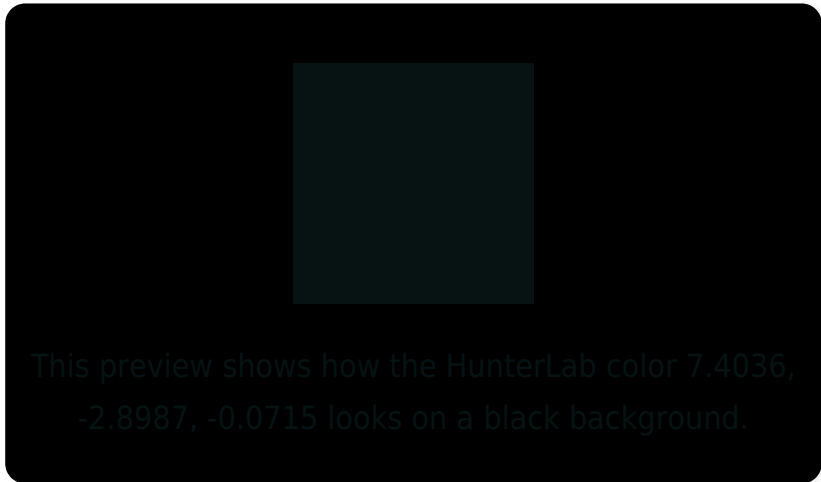 This preview shows how the HunterLab color 7.4036,
-2.8987, -0.0715 looks on a black background.